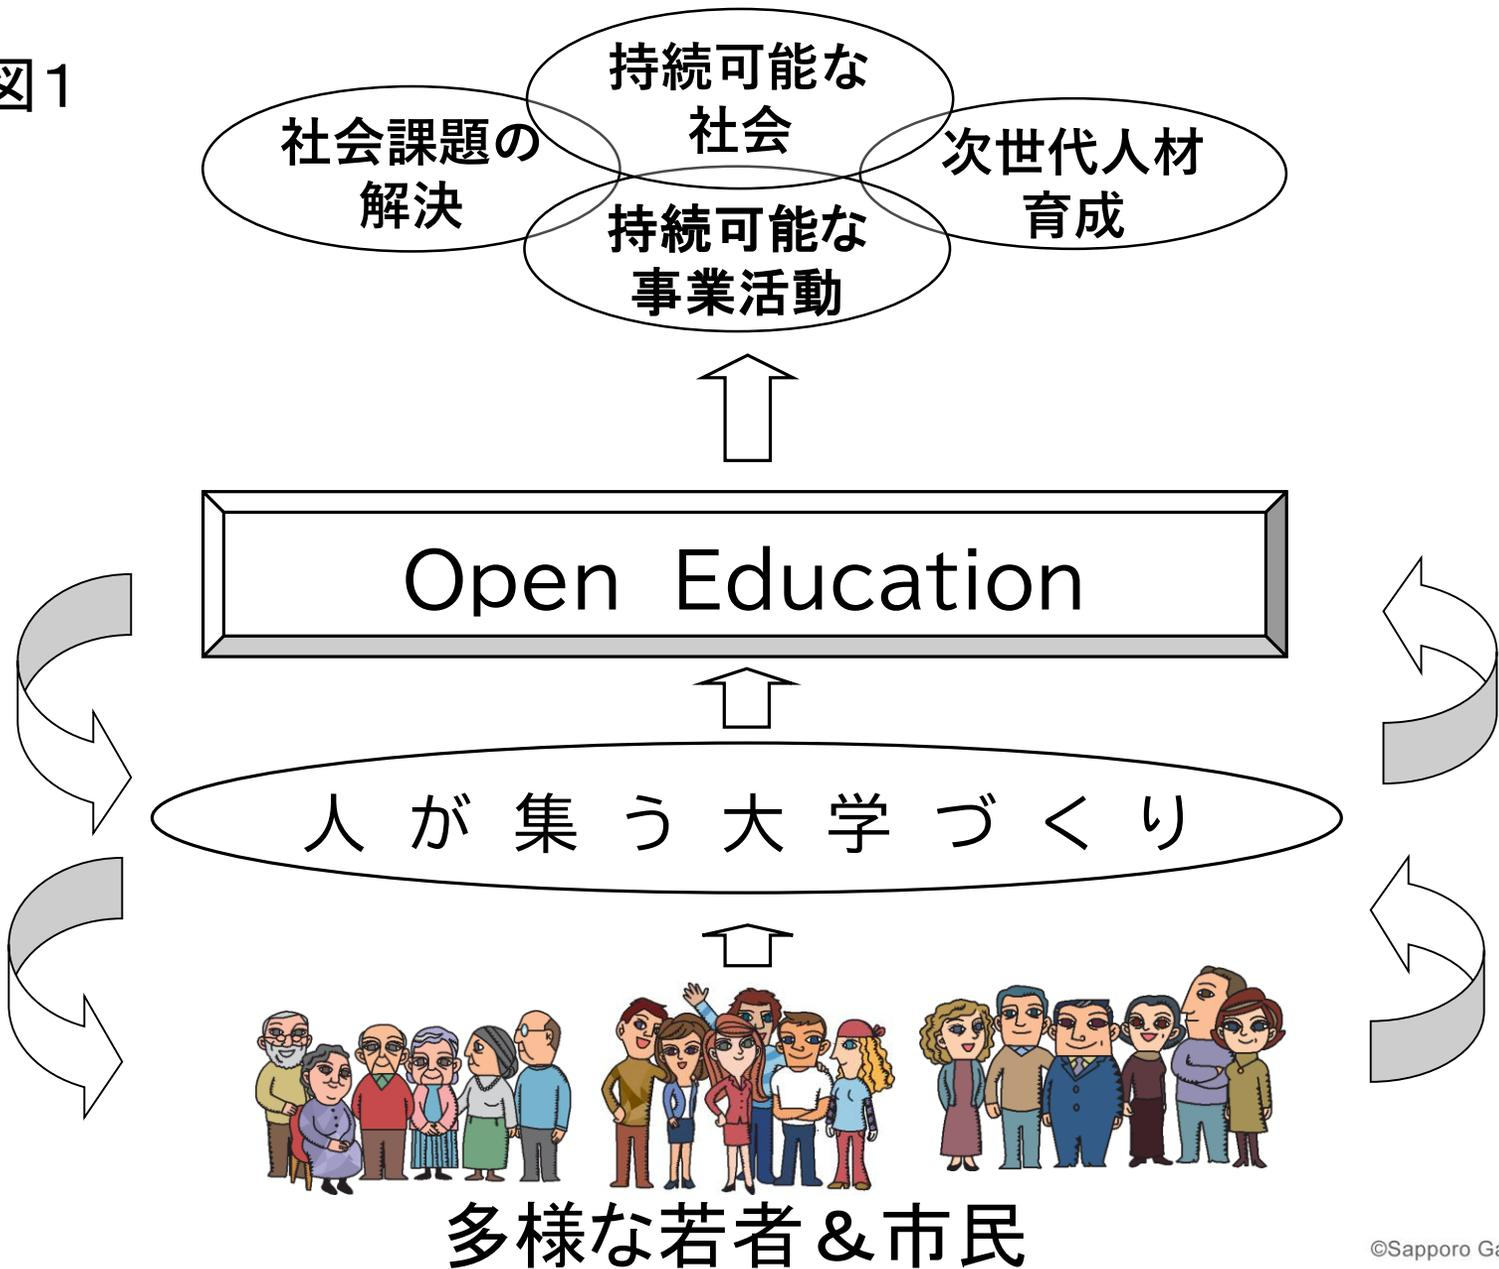 図1
持続可能な
社会
社会課題の
解決
次世代人材
育成
持続可能な
事業活動
Open Education
人が集う大学づくり
多様な若者＆市民
©Sapporo Ga